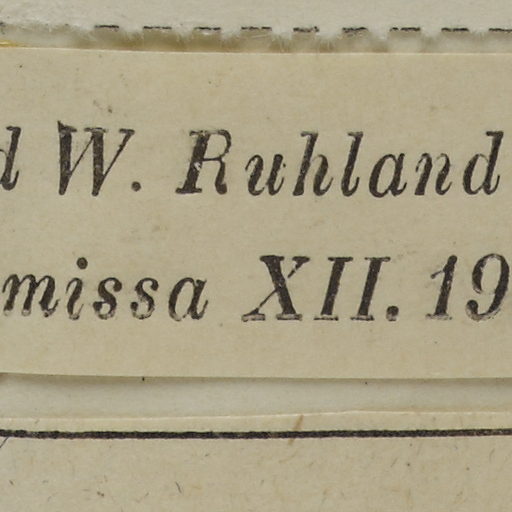 d W. Ruhland
missa XII. 19